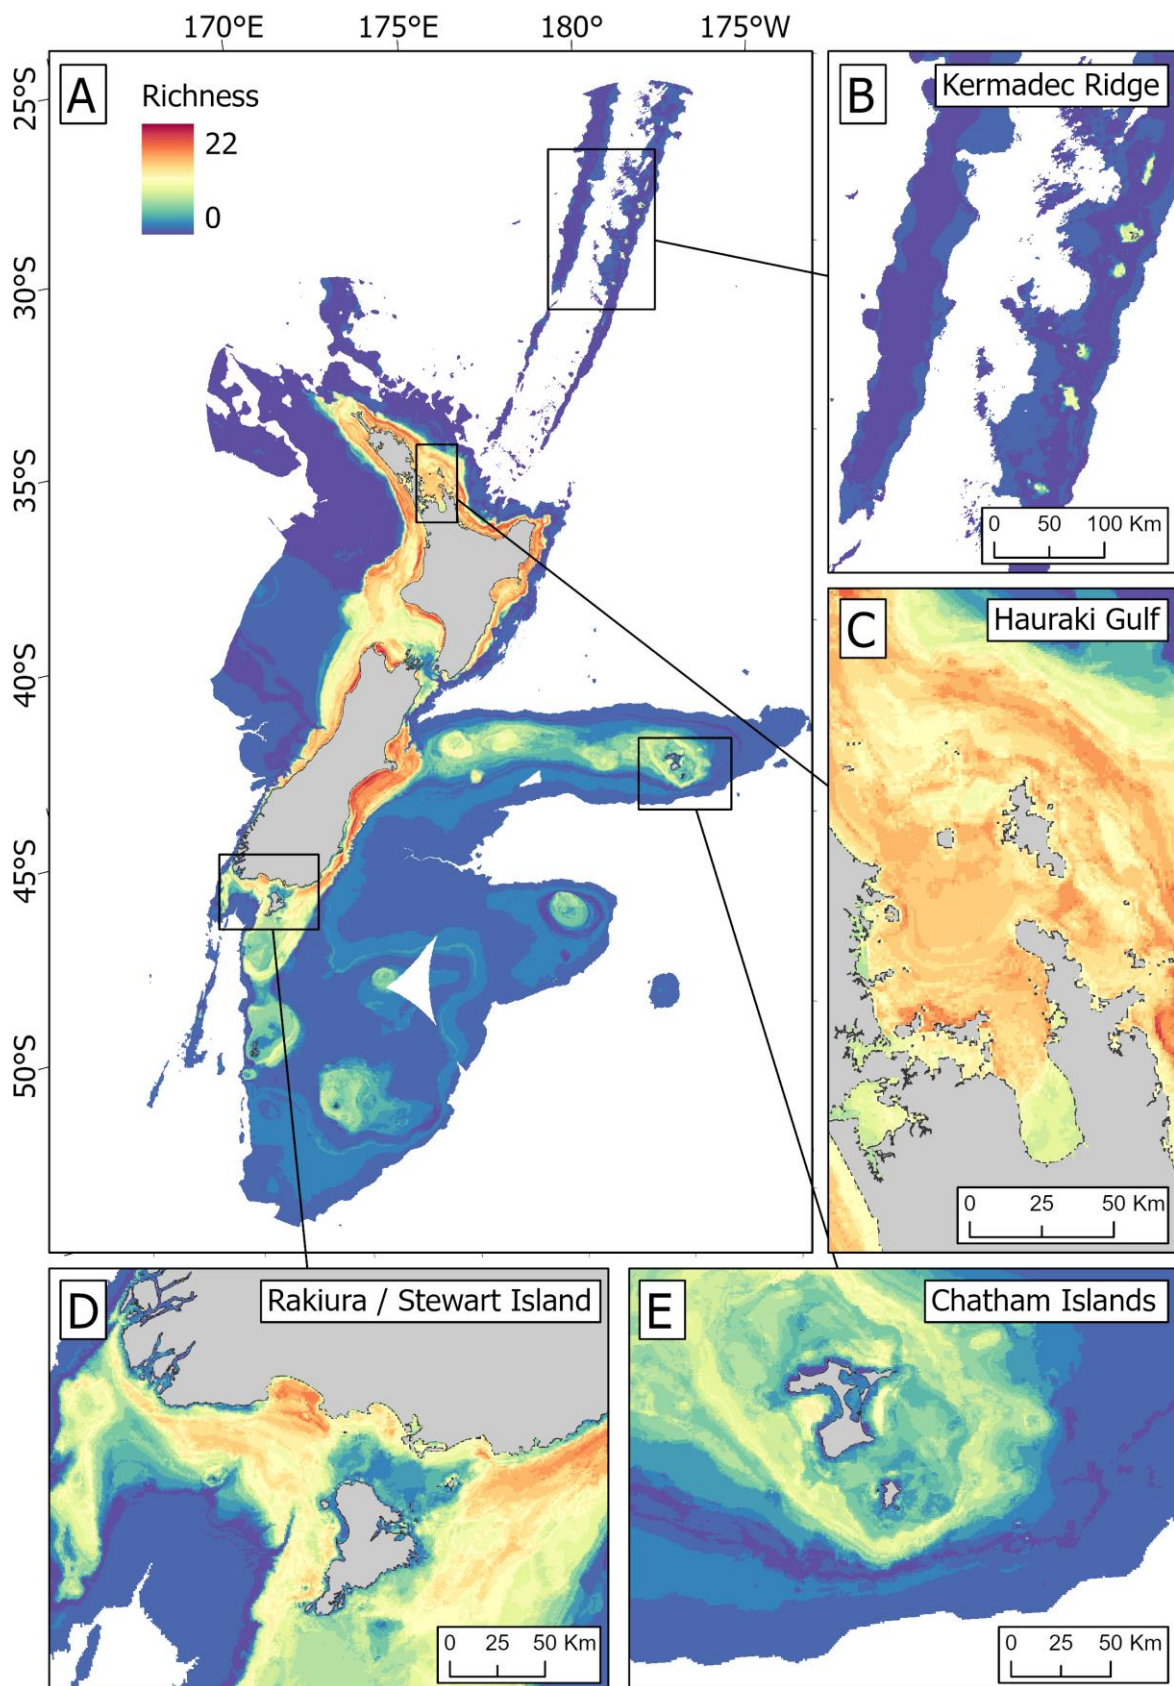 170°E 175°E 180° 175°W
A
Richness
22
0
25°S
30°S
35°S
40°S
45°S
50°S
B
Kermadec Ridge
0 50 100 Km
C
Hauraki Gulf
0 25 50 Km
D
Rakiura / Stewart Island
0 25 50 Km
E
Chatham Islands
0 25 50 Km